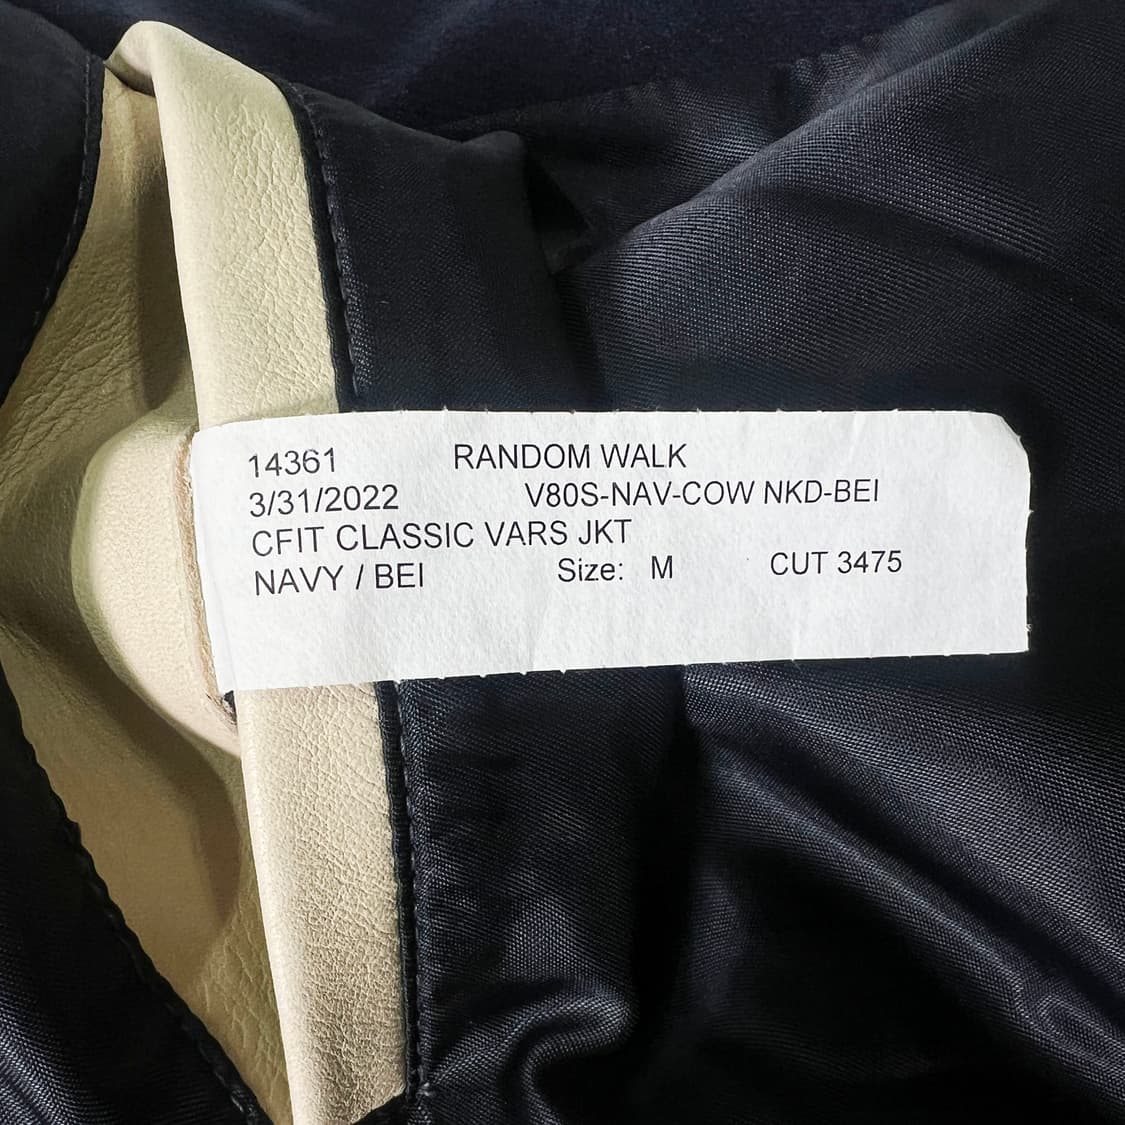 14361 RANDOM WALK
3/31/2022 V80S-NAV-COW NKD-BEI
CFIT CLASSIC VARS JKT
NAVY / BEI Size: M CUT 3475